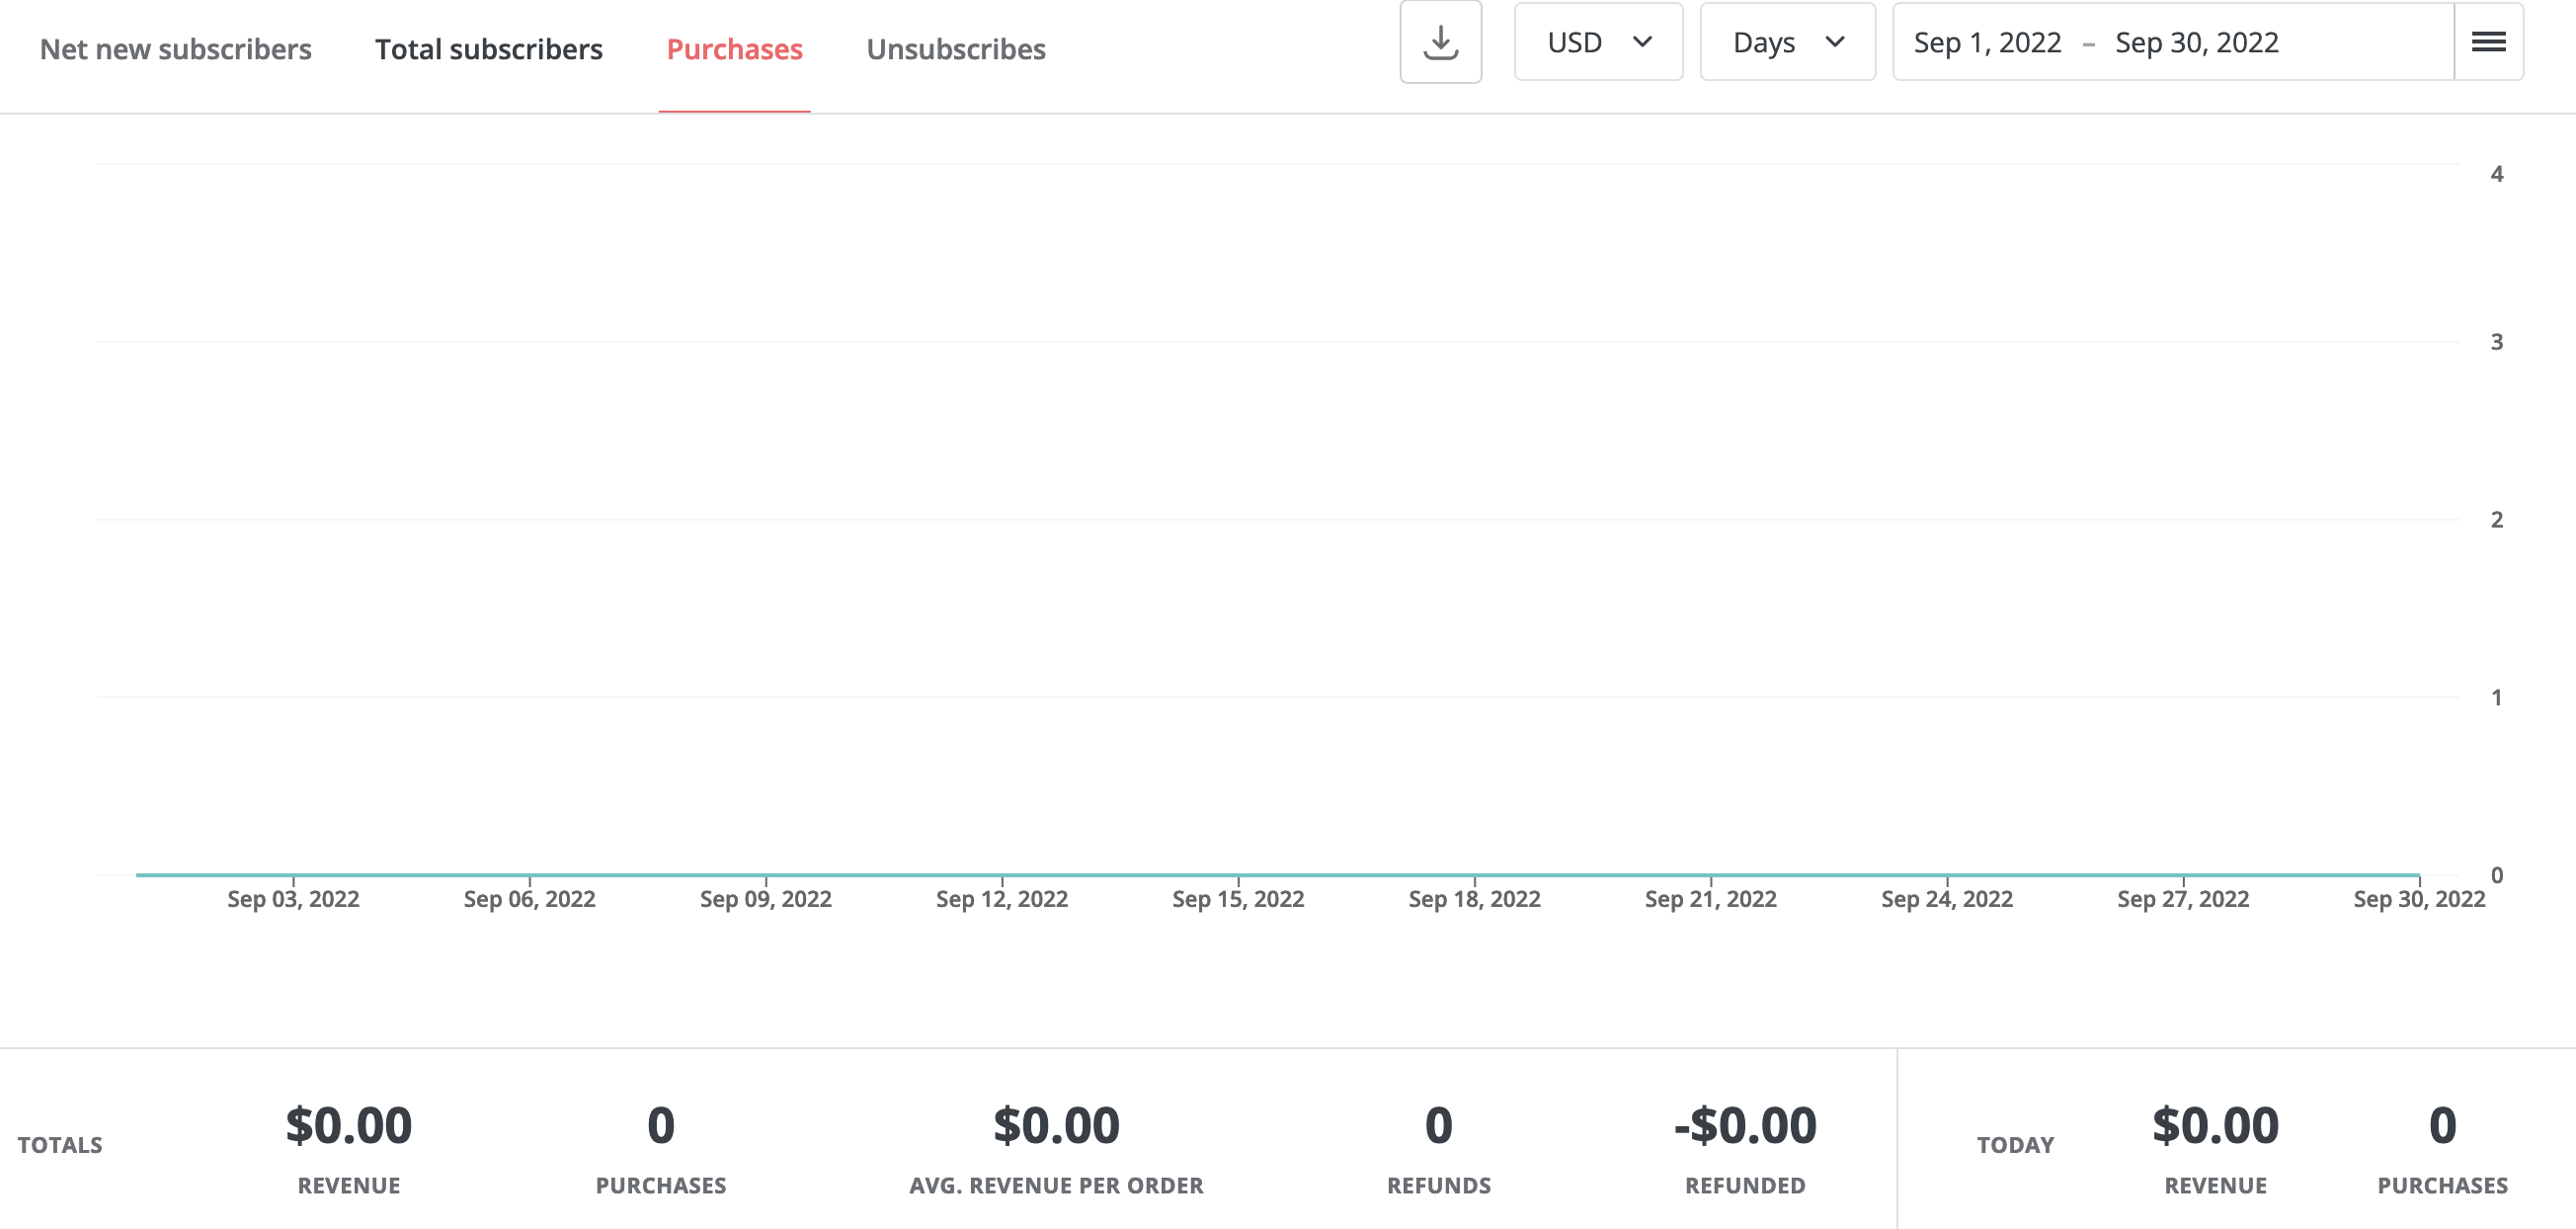 Net new subscribers Total subscribers Purchases Unsubscribes USD Days Sep 1, 2022 – Sep 30, 2022
4
3
2
1
0
Sep 03, 2022 Sep 06, 2022 Sep 09, 2022 Sep 12, 2022 Sep 15, 2022 Sep 18, 2022 Sep 21, 2022 Sep 24, 2022 Sep 27, 2022 Sep 30, 2022
$0.00 0 $0.00 0 -$0.00 $0.00 0
TOTALS TODAY
REVENUE PURCHASES AVG. REVENUE PER ORDER REFUNDS REFUNDED REVENUE PURCHASES